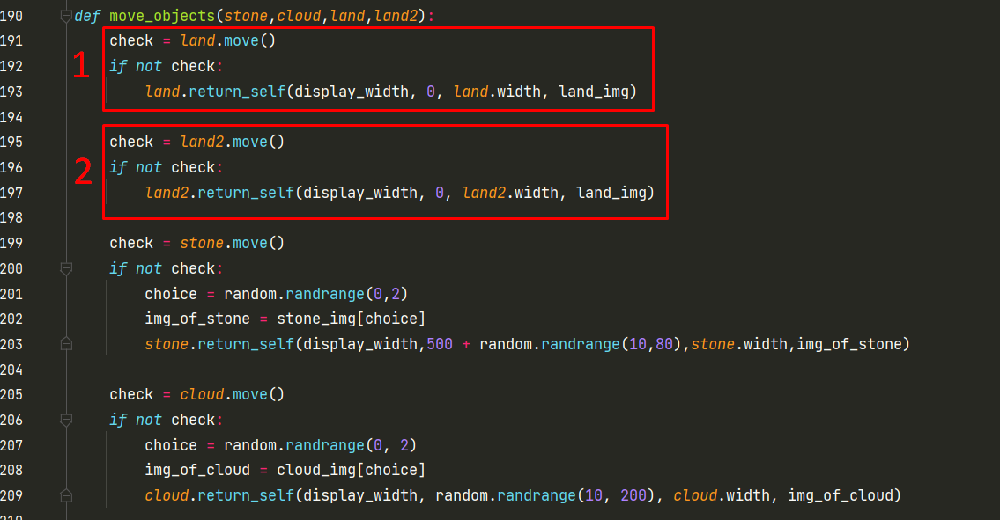 190 def move_objects(stone,cloud,land,land2):
191 check = land.move()
1
192 if not check:
193 land.return_self(display_width, 0, land.width, land_img)
194
195 check = land2.move()
2
196 if not check:
197 land2.return_self(display_width, 0, land2.width, land_img)
198
199 check = stone.move()
200 if not check:
201 choice = random.randrange(0,2)
202 img_of_stone = stone_img[choice]
203 stone.return_self(display_width,500 + random.randrange(10,80),stone.width,img_of_stone)
204
205 check = cloud.move()
206 if not check:
207 choice = random.randrange(0, 2)
208 img_of_cloud = cloud_img[choice]
209 cloud.return_self(display_width, random.randrange(10, 200), cloud.width, img_of_cloud)